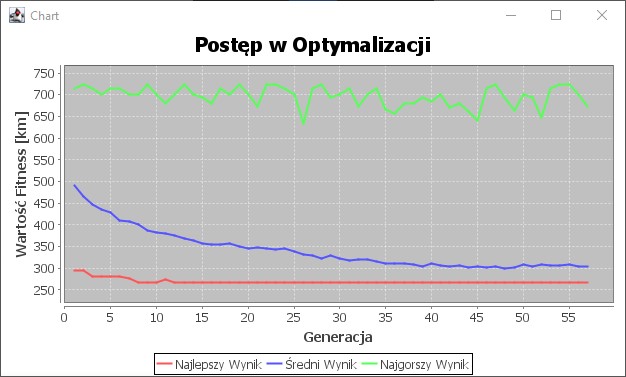 Chart
Postęp w Optymalizacji
Wartość Fitness [km]
750
700
650
600
550
500
450
400
350
300
250
0 5 10 15 20 25 30 35 40 45 50 55
Generacja
Najlepszy Wynik Średni Wynik Najgorszy Wynik